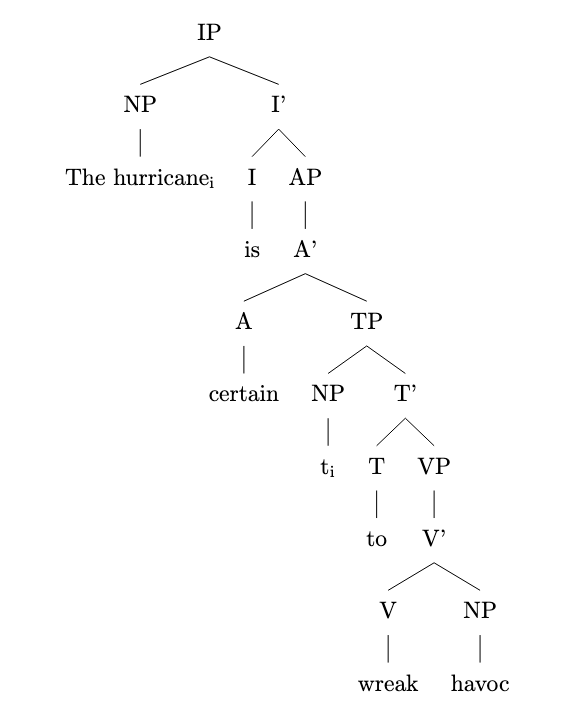 IP
NP I’
The hurricaneᵢ I AP
is A’
A TP
certain NP T’
tᵢ T VP
to V’
V NP
wreak havoc